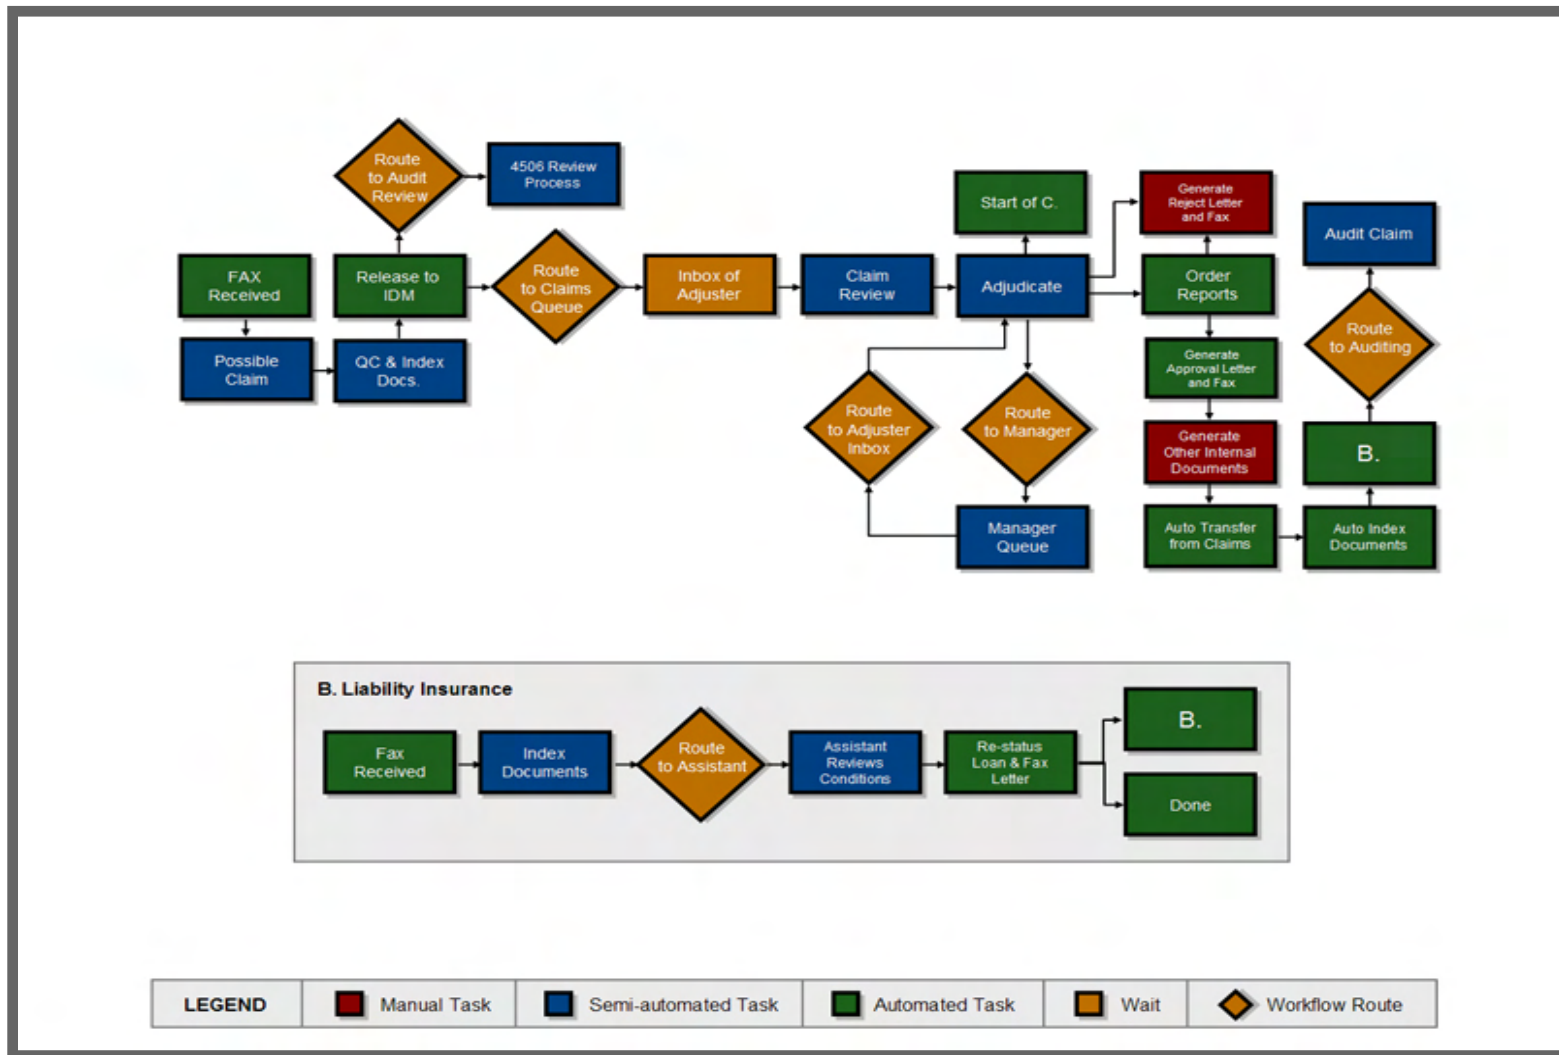 Route
to Audit
Review
4506 Review
Process
FAX
Received
Possible
Claim
QC & Index
Docs.
Release to
IDM
Route
to Claims
Queue
Inbox of
Adjuster
Claim
Review
Adjudicate
Start of C.
Generate
Reject Letter
and Fax
Order
Reports
Generate
Approval Letter
and Fax
Generate
Other Internal
Documents
Auto Transfer
from Claims
Auto Index
Documents
B.
Route
to Auditing
Audit Claim
Route
to Adjuster
Inbox
Route
to Manager
Manager
Queue
B. Liability Insurance
Fax
Received
Index
Documents
Route
to Assistant
Assistant
Reviews
Conditions
Re-status
Loan & Fax
Letter
B.
Done
LEGEND
Manual Task
Semi-automated Task
Automated Task
Wait
Workflow Route